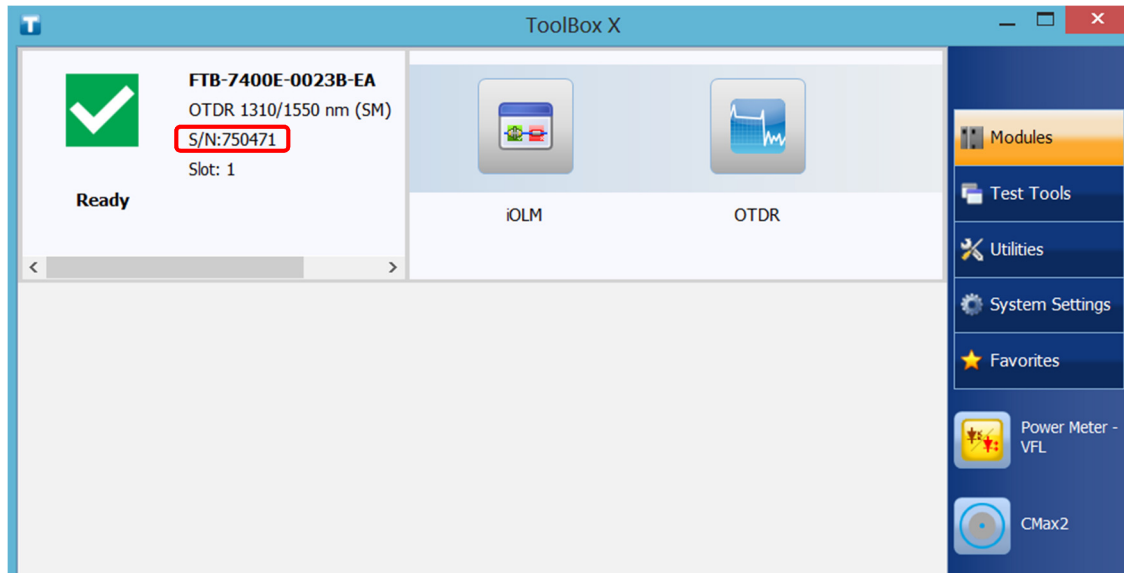 ToolBox X
FTB-7400E-0023B-EA
OTDR 1310/1550 nm (SM)
S/N:750471
Slot: 1
Ready
iOLM
OTDR
Modules
Test Tools
Utilities
System Settings
Favorites
Power Meter -
VFL
CMax2